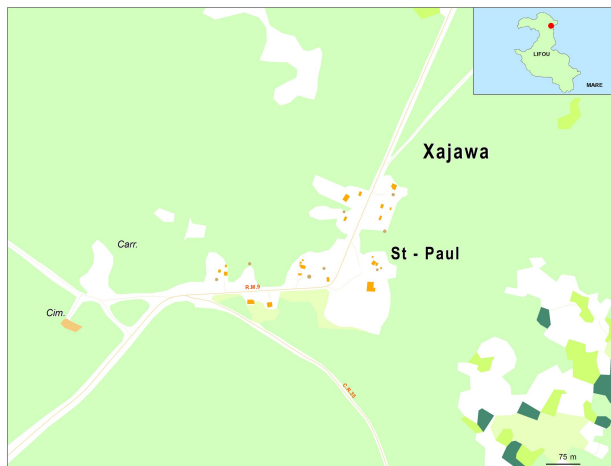 LIFOU
MARE
Xajawa
St - Paul
Carr.
R.M.9
Cim.
C.R.35
75 m